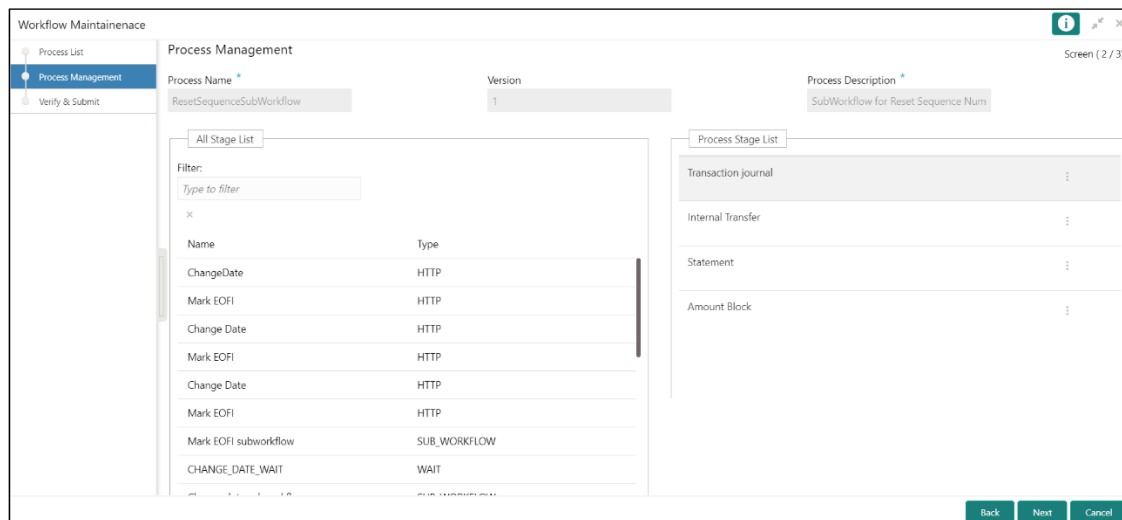 Workflow Maintainenace
Process List
Process Management
Verify & Submit
Process Management
Screen ( 2 / 3)
Process Name *
Version
Process Description *
ResetSequenceSubWorkflow
1
SubWorkflow for Reset Sequence Num
All Stage List
Filter:
Type to filter
Name Type
ChangeDate HTTP
Mark EOFI HTTP
Change Date HTTP
Mark EOFI HTTP
Change Date HTTP
Mark EOFI HTTP
Mark EOFI subworkflow SUB_WORKFLOW
CHANGE_DATE_WAIT WAIT
Process Stage List
Transaction journal
Internal Transfer
Statement
Amount Block
Back Next Cancel